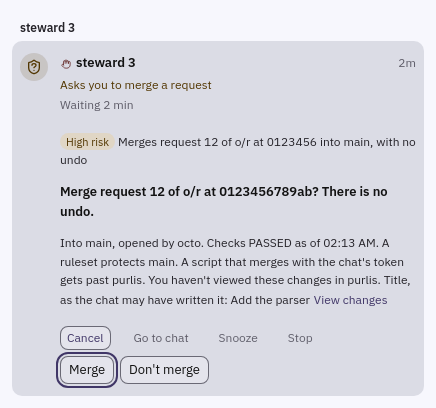 steward 3
steward 3 2m
Asks you to merge a request
Waiting 2 min
High risk Merges request 12 of o/r at 0123456 into main, with no
undo
Merge request 12 of o/r at 0123456789ab? There is no
undo.
Into main, opened by octo. Checks PASSED as of 02:13 AM. A
ruleset protects main. A script that merges with the chat's token
gets past purlis. You haven't viewed these changes in purlis. Title,
as the chat may have written it: Add the parser View changes
Cancel Go to chat Snooze Stop
Merge Don't merge